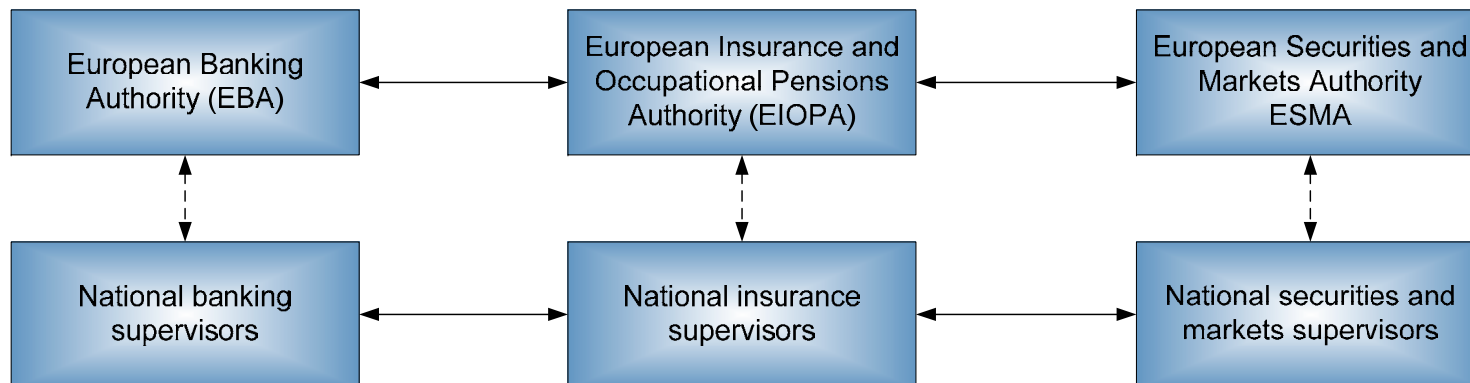 European Banking
Authority (EBA)
European Insurance and
Occupational Pensions
Authority (EIOPA)
European Securities and
Markets Authority
ESMA
National banking
supervisors
National insurance
supervisors
National securities and
markets supervisors